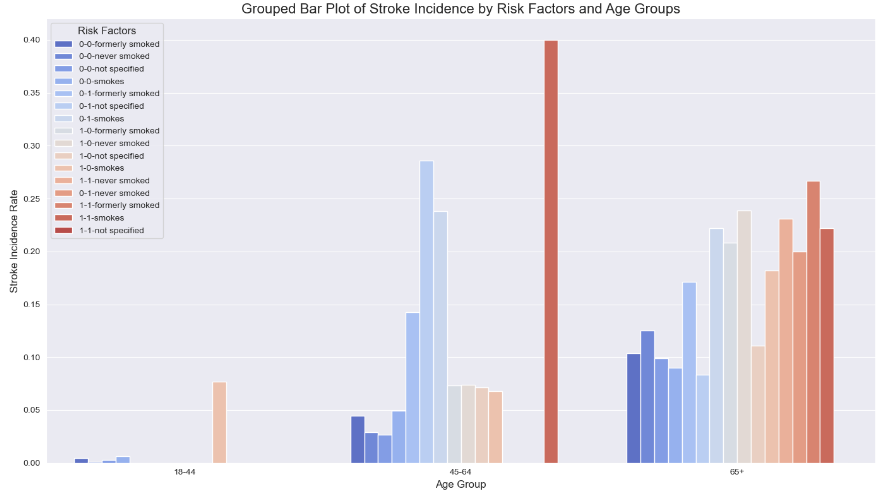 Grouped Bar Plot of Stroke Incidence by Risk Factors and Age Groups
Risk Factors
0-0-formerly smoked
0-0-never smoked
0-0-not specified
0-0-smokes
0-1-formerly smoked
0-1-not specified
0-1-smokes
1-0-formerly smoked
1-0-never smoked
1-0-not specified
1-0-smokes
1-1-never smoked
0-1-never smoked
1-1-formerly smoked
1-1-smokes
1-1-not specified
Stroke Incidence Rate
0.40
0.35
0.30
0.25
0.20
0.15
0.10
0.05
0.00
18-44
45-64
65+
Age Group